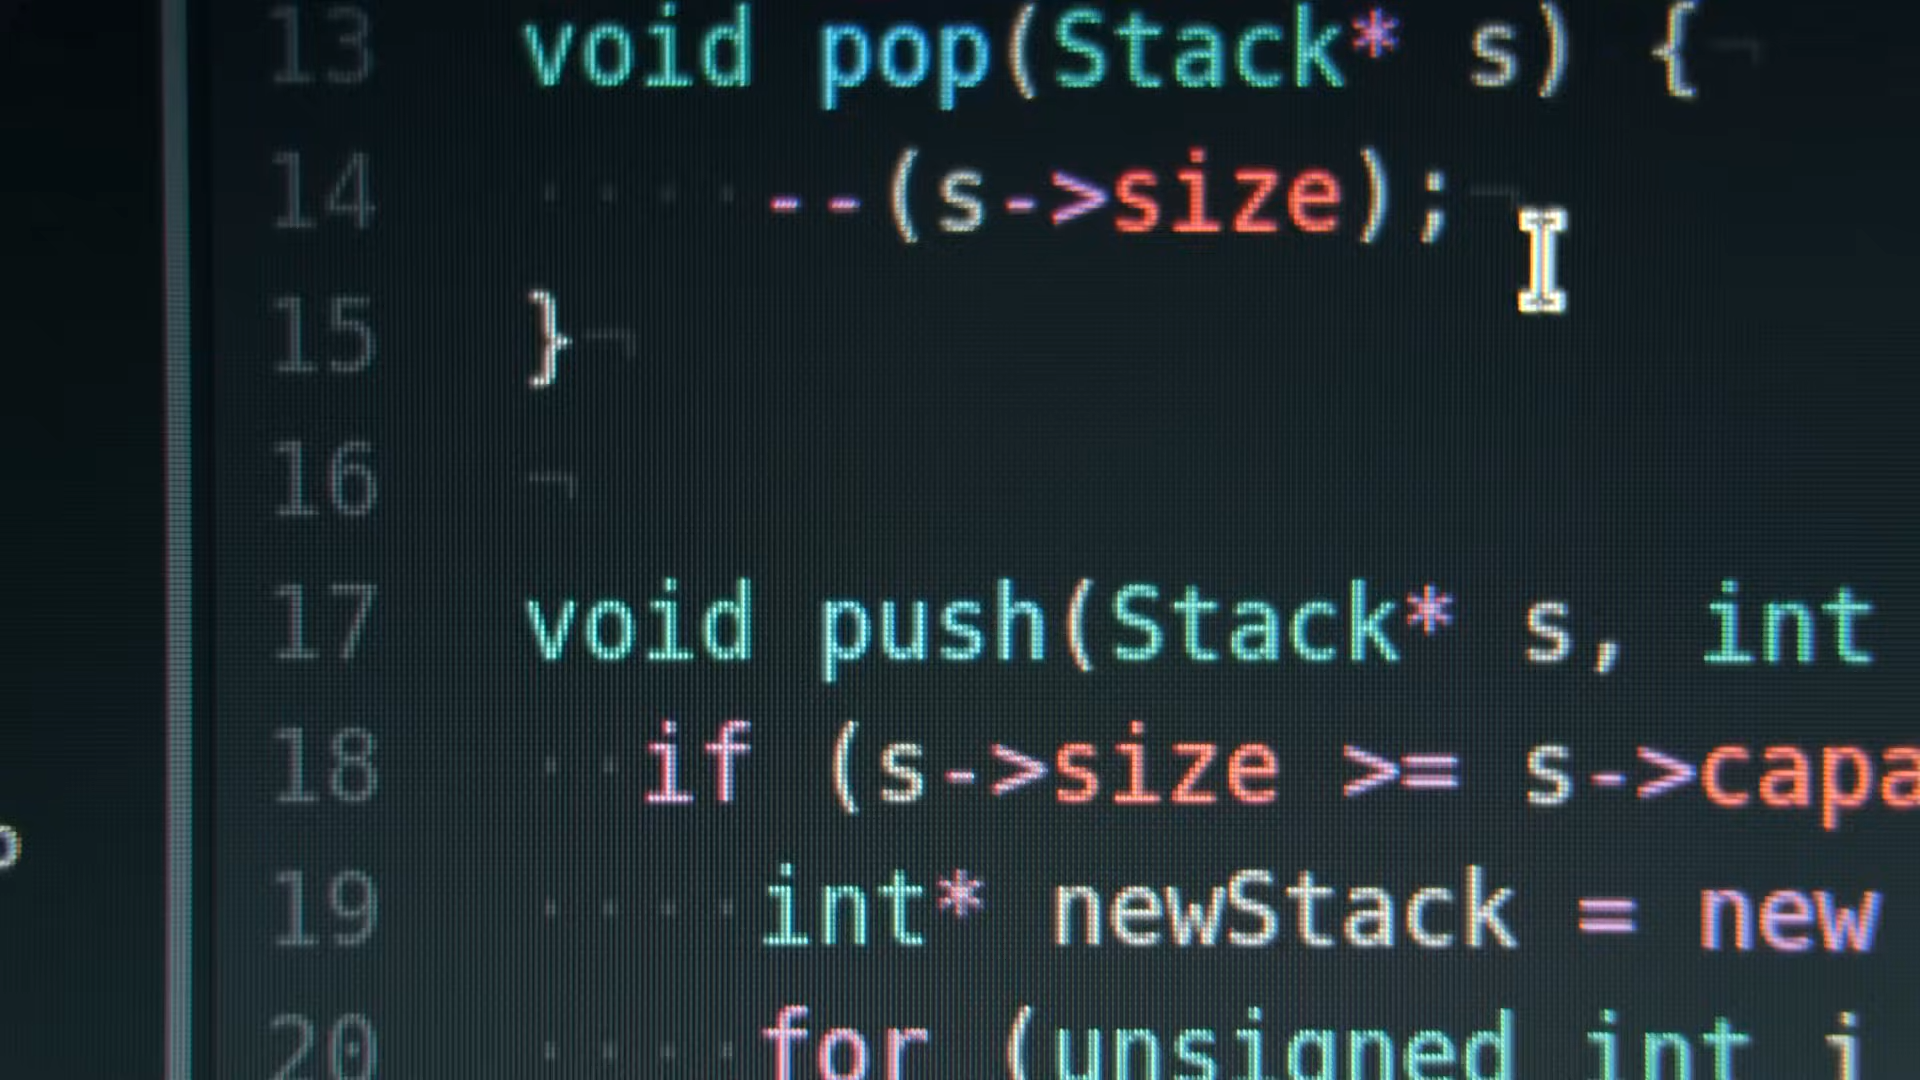 13 void pop(Stack* s) {¬
14 ····--(s->size);¬
15 }¬
16 ¬
17 void push(Stack* s, int
18 ··if (s->size >= s->capa
19 ····int* newStack = new
20 ····for (unsigned int i